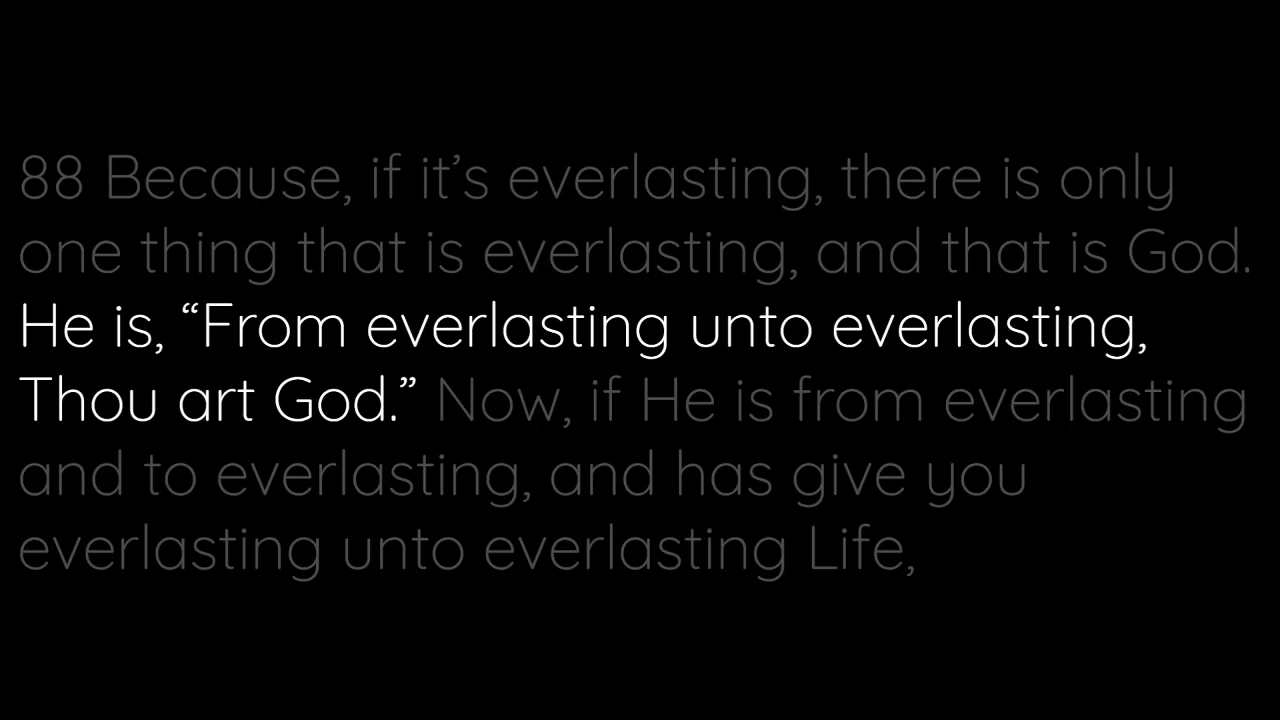 88 Because, if it’s everlasting, there is only
one thing that is everlasting, and that is God.
He is, “From everlasting unto everlasting,
Thou art God.” Now, if He is from everlasting
and to everlasting, and has give you
everlasting unto everlasting Life,